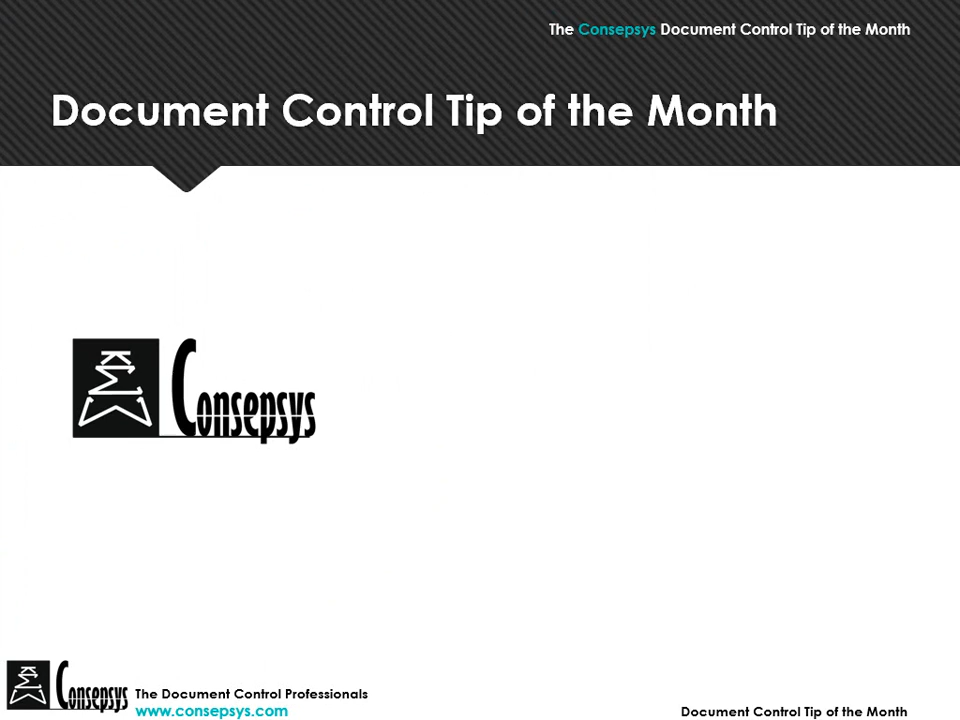 The Consepsys Document Control Tip of the Month
Document Control Tip of the Month
Consepsys
Consepsys
The Document Control Professionals
www.consepsys.com
Document Control Tip of the Month